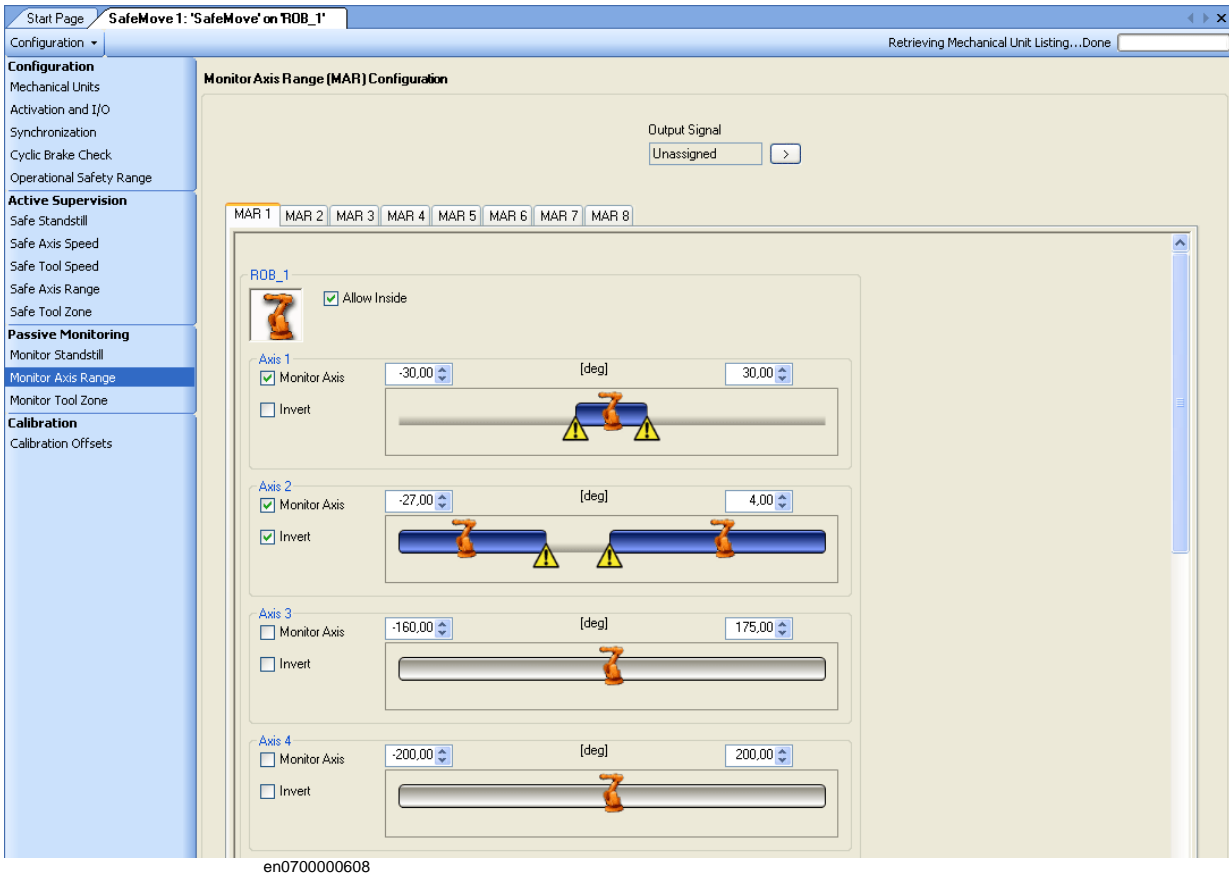 Start Page
SafeMove 1: 'SafeMove' on 'ROB_1'
Configuration
Retrieving Mechanical Unit Listing...Done
Configuration
Mechanical Units
Activation and I/O
Synchronization
Cyclic Brake Check
Operational Safety Range
Active Supervision
Safe Standstill
Safe Axis Speed
Safe Tool Speed
Safe Axis Range
Safe Tool Zone
Passive Monitoring
Monitor Standstill
Monitor Axis Range
Monitor Tool Zone
Calibration
Calibration Offsets
Monitor Axis Range (MAR) Configuration
Output Signal
Unassigned >
MAR 1 MAR 2 MAR 3 MAR 4 MAR 5 MAR 6 MAR 7 MAR 8
ROB_1
Allow Inside
Axis 1
Monitor Axis -30,00 [deg] 30,00
Invert
Axis 2
Monitor Axis -27,00 [deg] 4,00
Invert
Axis 3
Monitor Axis -160,00 [deg] 175,00
Invert
Axis 4
Monitor Axis -200,00 [deg] 200,00
Invert
en0700000608